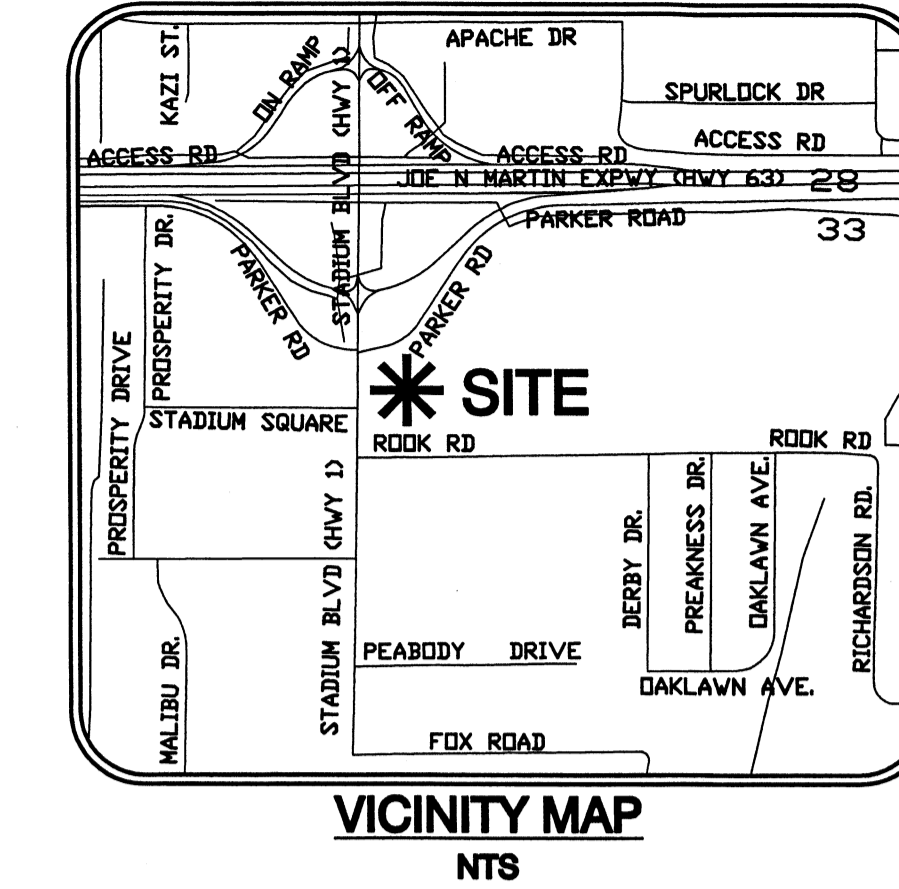 APACHE DR
KAZI ST.
ON RAMP
OFF RAMP
STADIUM BLVD (HWY 1)
SPURLOCK DR
ACCESS RD
ACCESS RD
ACCESS RD
JOE N MARTIN EXPWY (HWY 63)
28
PARKER ROAD
33
PROSPERITY DR.
PARKER RD
PARKER RD
PROSPERITY DRIVE
SITE
STADIUM SQUARE
ROOK RD
ROOK RD
STADIUM BLVD (HWY 1)
DERBY DR.
PREAKNESS DR.
OAKLAWN AVE.
RICHARDSON RD.
MALIBU DR.
PEABODY DRIVE
OAKLAWN AVE.
FOX ROAD
VICINITY MAP
NTS